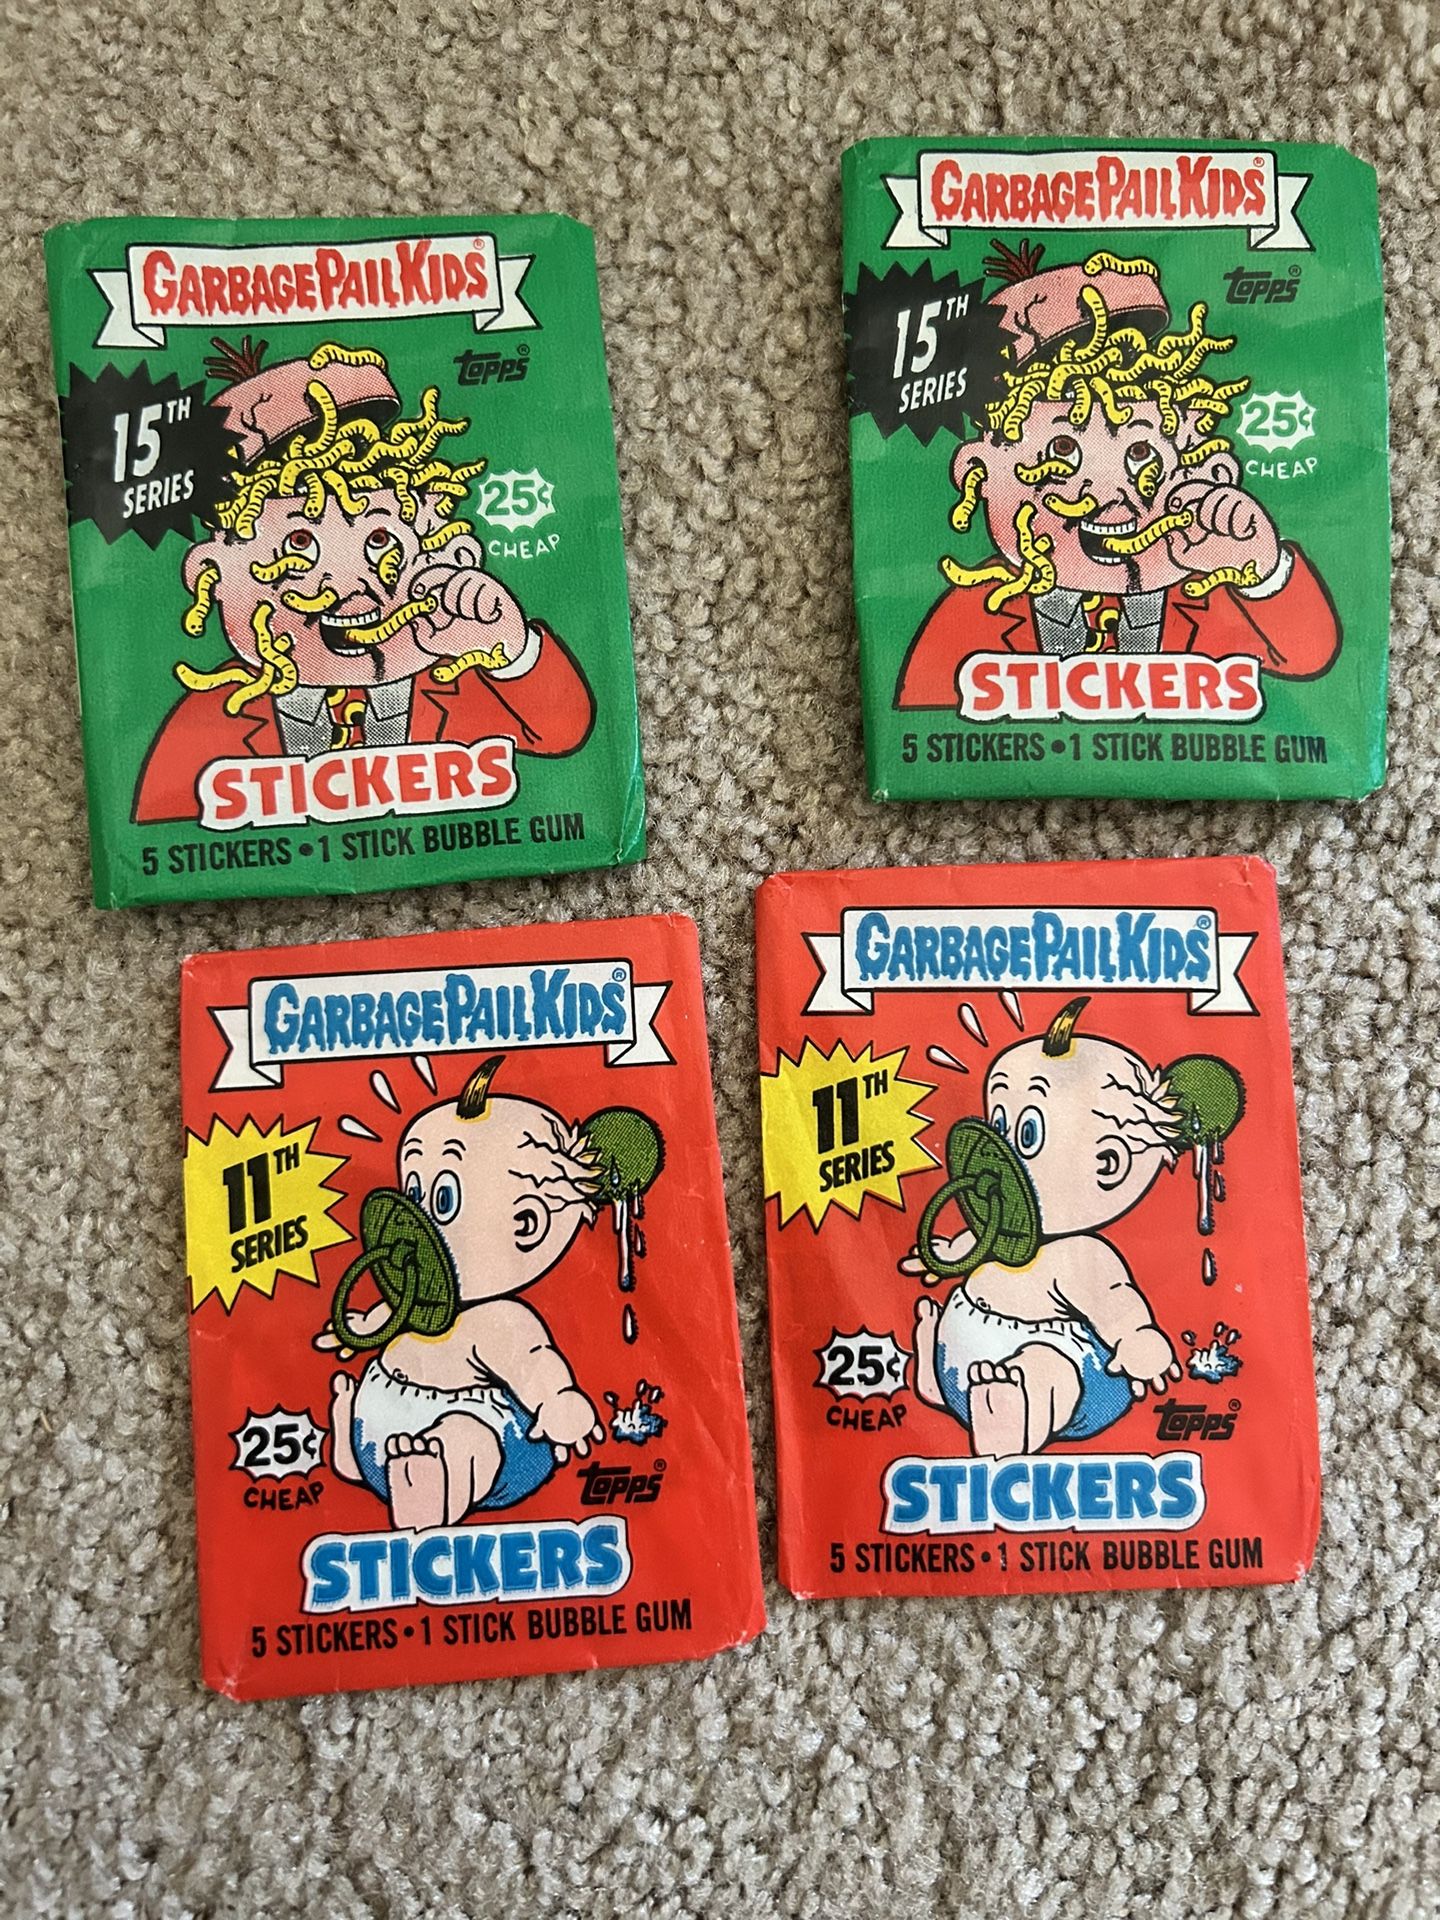 GARBAGE PAIL KIDS®
topps®
15TH
SERIES
25¢
CHEAP
STICKERS
5 STICKERS • 1 STICK BUBBLE GUM
GARBAGE PAIL KIDS®
topps®
15TH
SERIES
25¢
CHEAP
STICKERS
5 STICKERS • 1 STICK BUBBLE GUM
GARBAGE PAIL KIDS®
11TH
SERIES
25¢
CHEAP
topps®
STICKERS
5 STICKERS • 1 STICK BUBBLE GUM
GARBAGE PAIL KIDS®
11TH
SERIES
25¢
CHEAP
topps®
STICKERS
5 STICKERS • 1 STICK BUBBLE GUM